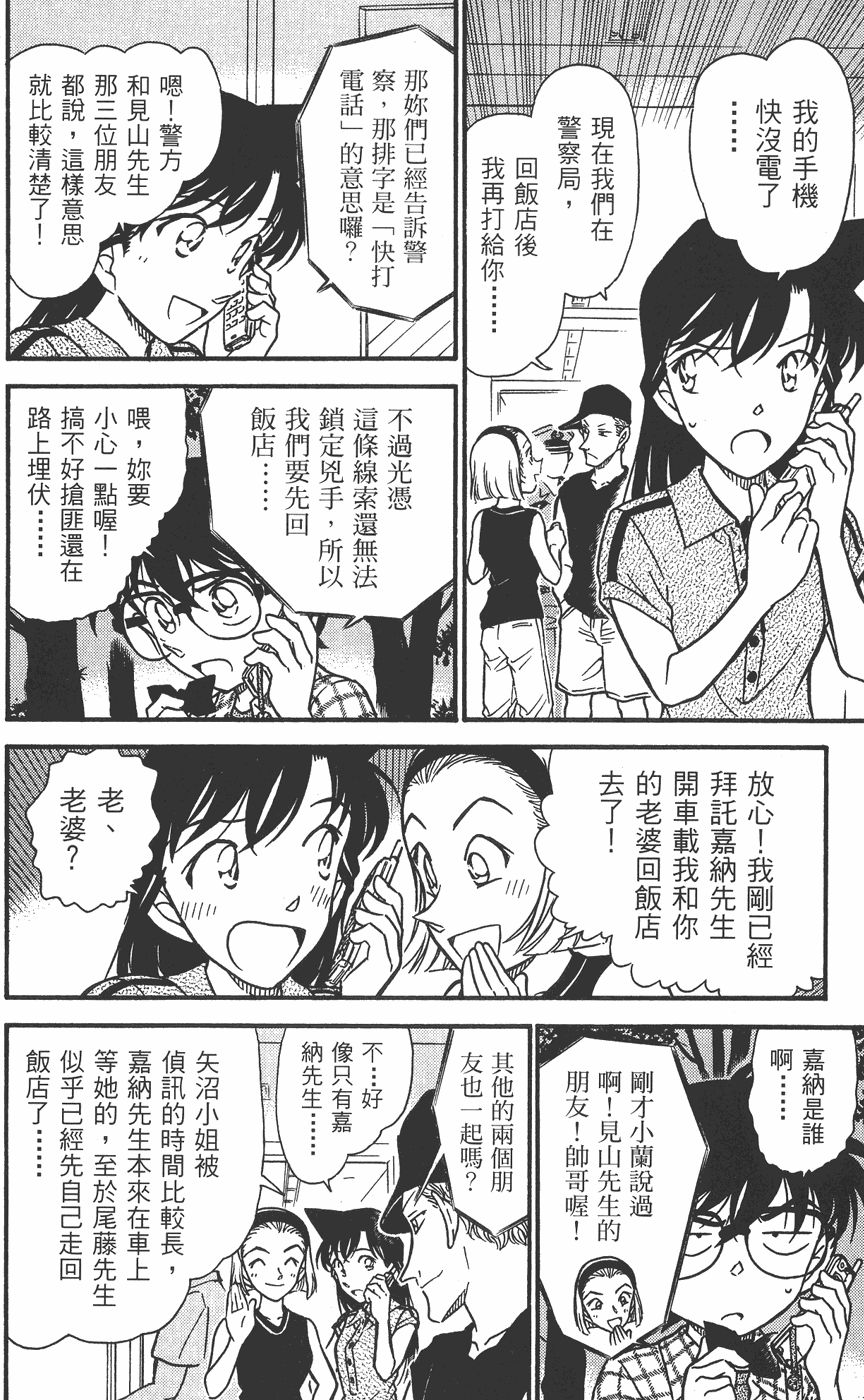 我的手機
快沒電了
……
現在我們在
警察局，
回飯店後
我再打給你……
那妳們已經告訴警
察，那排字是「快打
電話」的意思囉？
嗯！警方
和見山先生
那三位朋友
都說，這樣意思
就比較清楚了！
不過光憑
這條線索還無法
鎖定兇手，所以
我們要先回
飯店……
喂，妳要
小心一點喔！
搞不好搶匪還在
路上埋伏……
放心！我剛已經
拜託嘉納先生
開車載我和你
的老婆回飯店
去了！
老、
老婆？
嘉納是誰
啊……
剛才小蘭說過
啊！見山先生的
朋友！帥哥喔！
其他的兩個朋
友也一起嗎？
不…好
像只有嘉
納先生……
矢沼小姐被
偵訊的時間比較長，
嘉納先生本來在車上
等她的，至於尾藤先生
似乎已經先自己走回
飯店了……